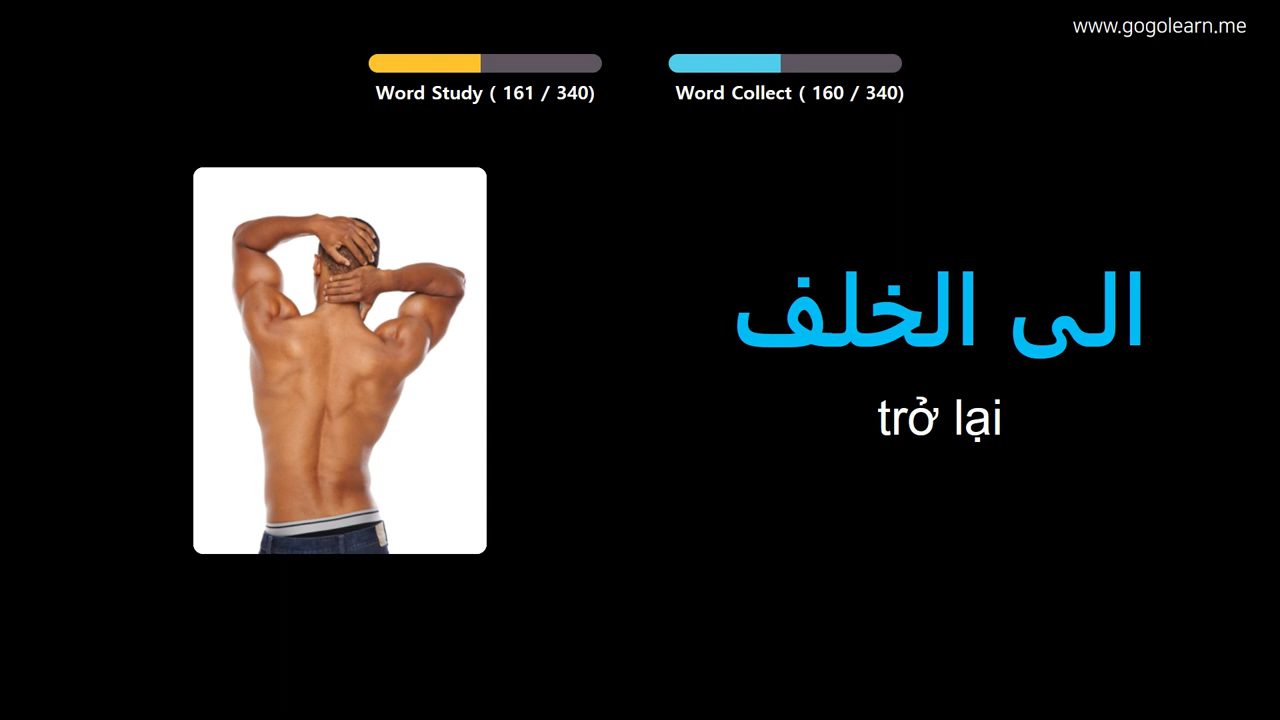 www.gogolearn.me
Word Study ( 161 / 340)
Word Collect ( 160 / 340)
الى الخلف
trở lại